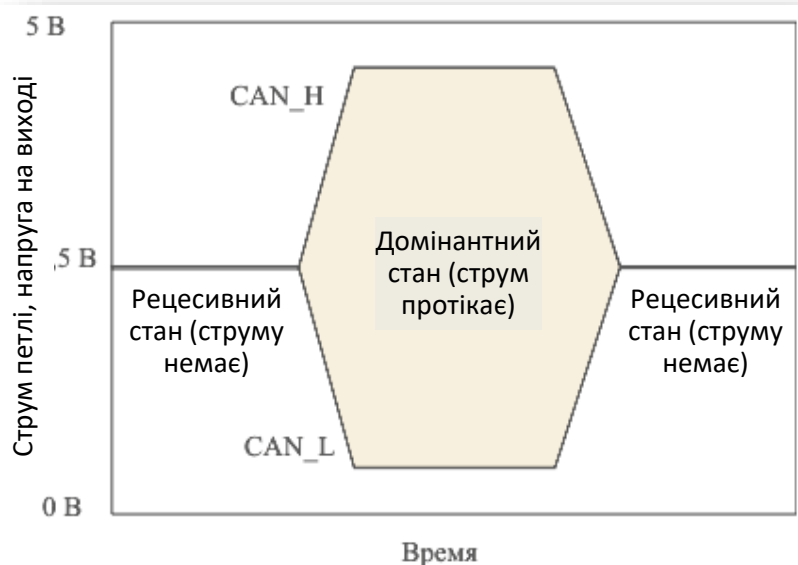 5 В
CAN_H
Струм петлі, напруга на виході
Домінантний
стан (струм
протікає)
,5 В
Рецесивний
стан (струму
немає)
Рецесивний
стан (струму
немає)
CAN_L
0 В
Время